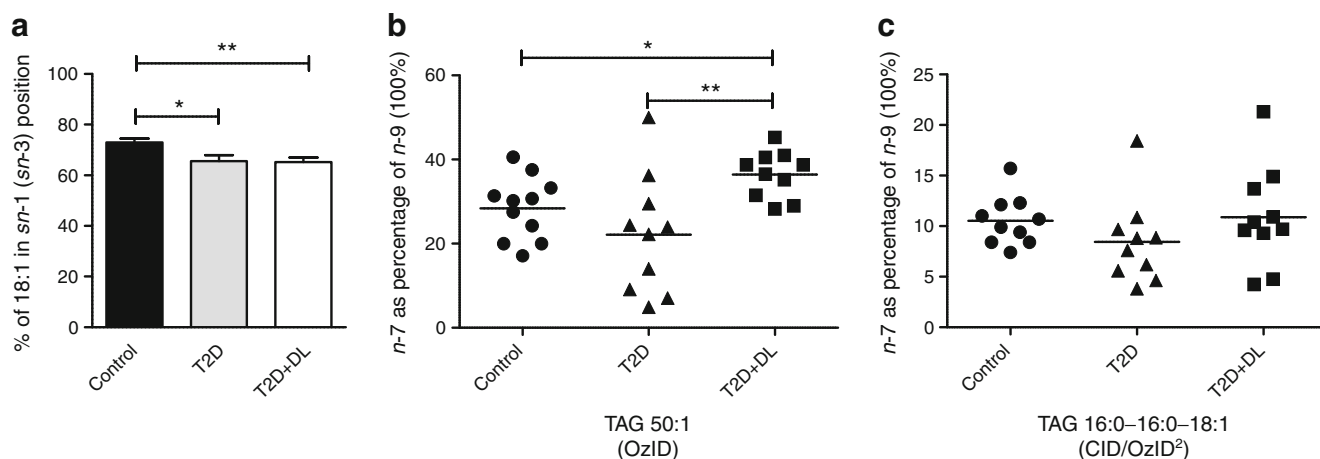 a
% of 18:1 in sn-1 (sn-3) position
100
80
60
40
20
0
**
*
Control
T2D
T2D+DL
b
n-7 as percentage of n-9 (100%)
60
40
20
0
*
**
Control
T2D
T2D+DL
TAG 50:1
(OzID)
c
n-7 as percentage of n-9 (100%)
25
20
15
10
5
0
Control
T2D
T2D+DL
TAG 16:0–16:0–18:1
(CID/OzID²)